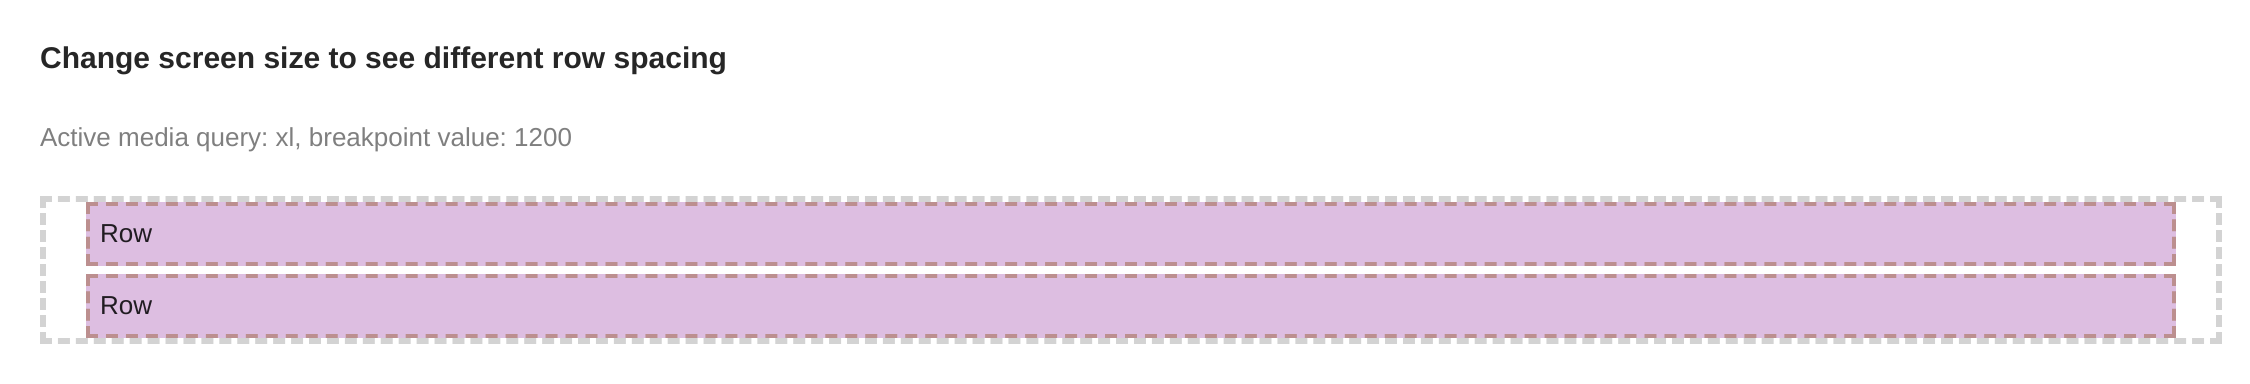 Change screen size to see different row spacing
Active media query: xl, breakpoint value: 1200
Row
Row